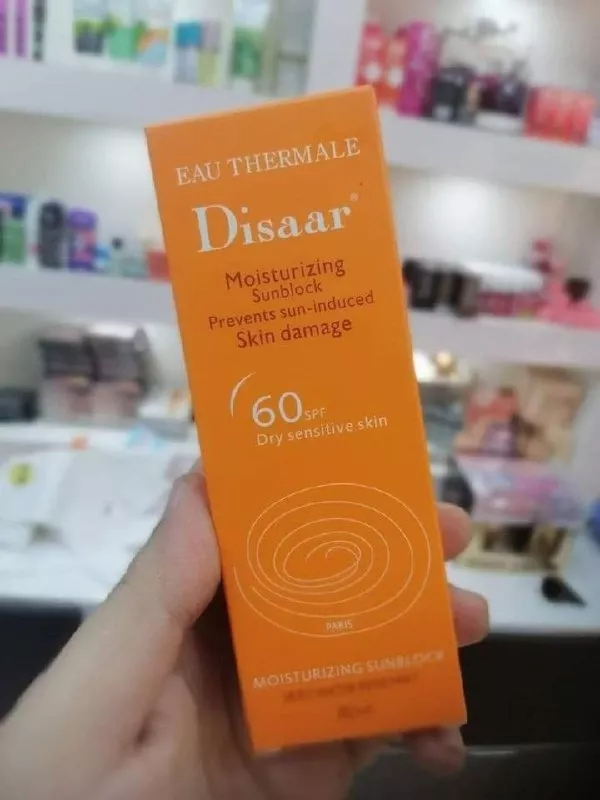 EAU THERMALE
Disaar®
Moisturizing
Sunblock
Prevents sun-induced
Skin damage
60 SPF
Dry sensitive skin
PARIS
MOISTURIZING SUNBLOCK